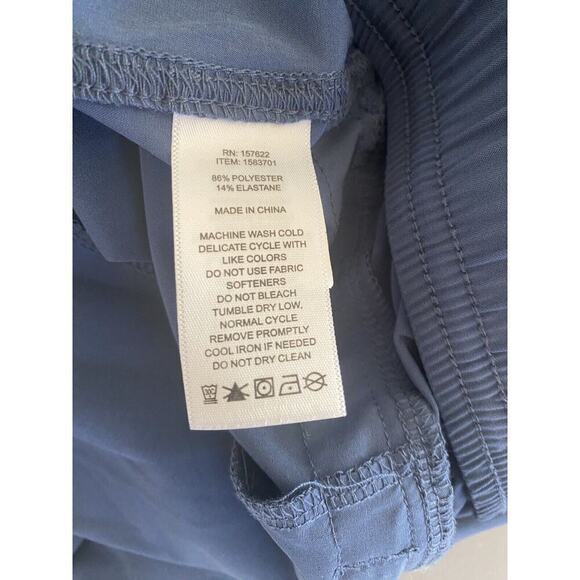 RN: 157622
ITEM: 1583701
86% POLYESTER
14% ELASTANE
MADE IN CHINA
MACHINE WASH COLD
DELICATE CYCLE WITH
LIKE COLORS
DO NOT USE FABRIC
SOFTENERS
DO NOT BLEACH
TUMBLE DRY LOW,
NORMAL CYCLE
REMOVE PROMPTLY
COOL IRON IF NEEDED
DO NOT DRY CLEAN